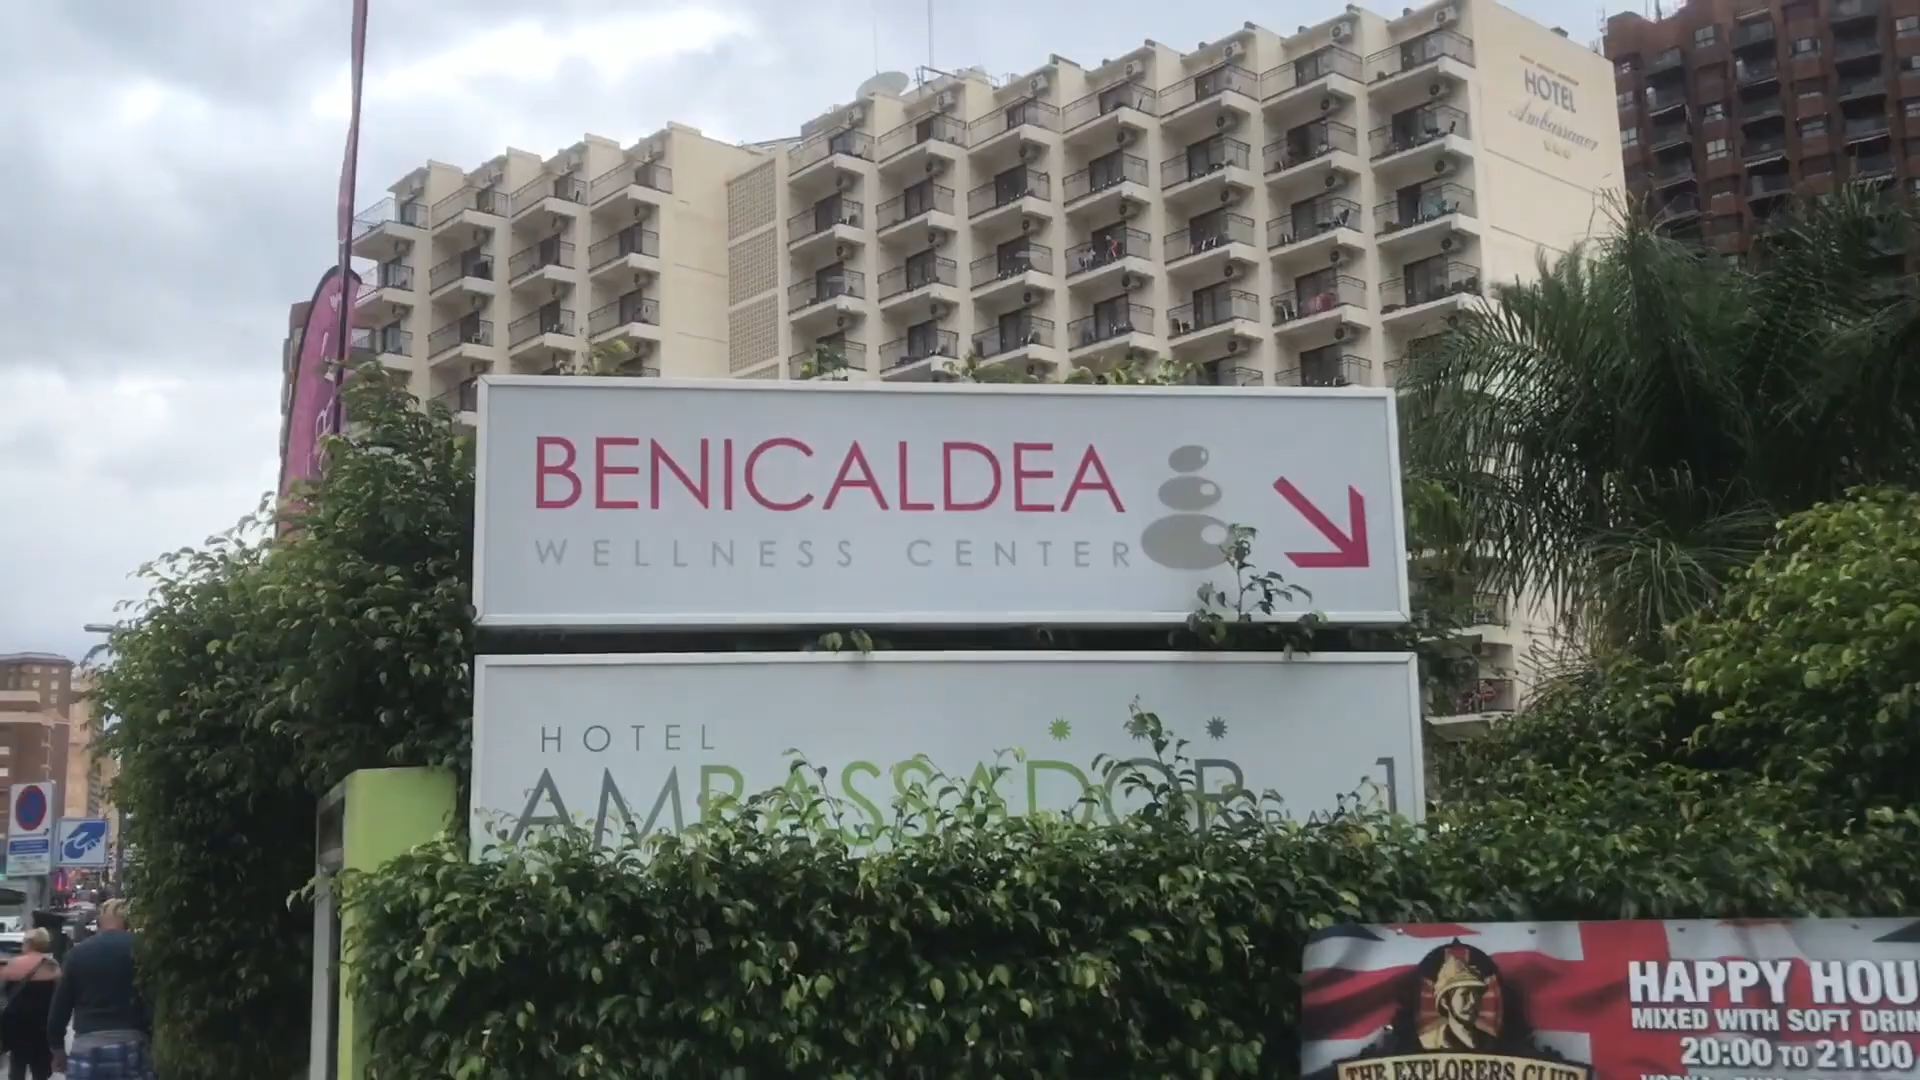 HOTEL
Ambassador
BENICALDEA
WELLNESS CENTER
HOTEL
AMBASSADOR
HAPPY HOU
MIXED WITH SOFT DRIN
20:00 TO 21:00
THE EXPLORERS CLUB